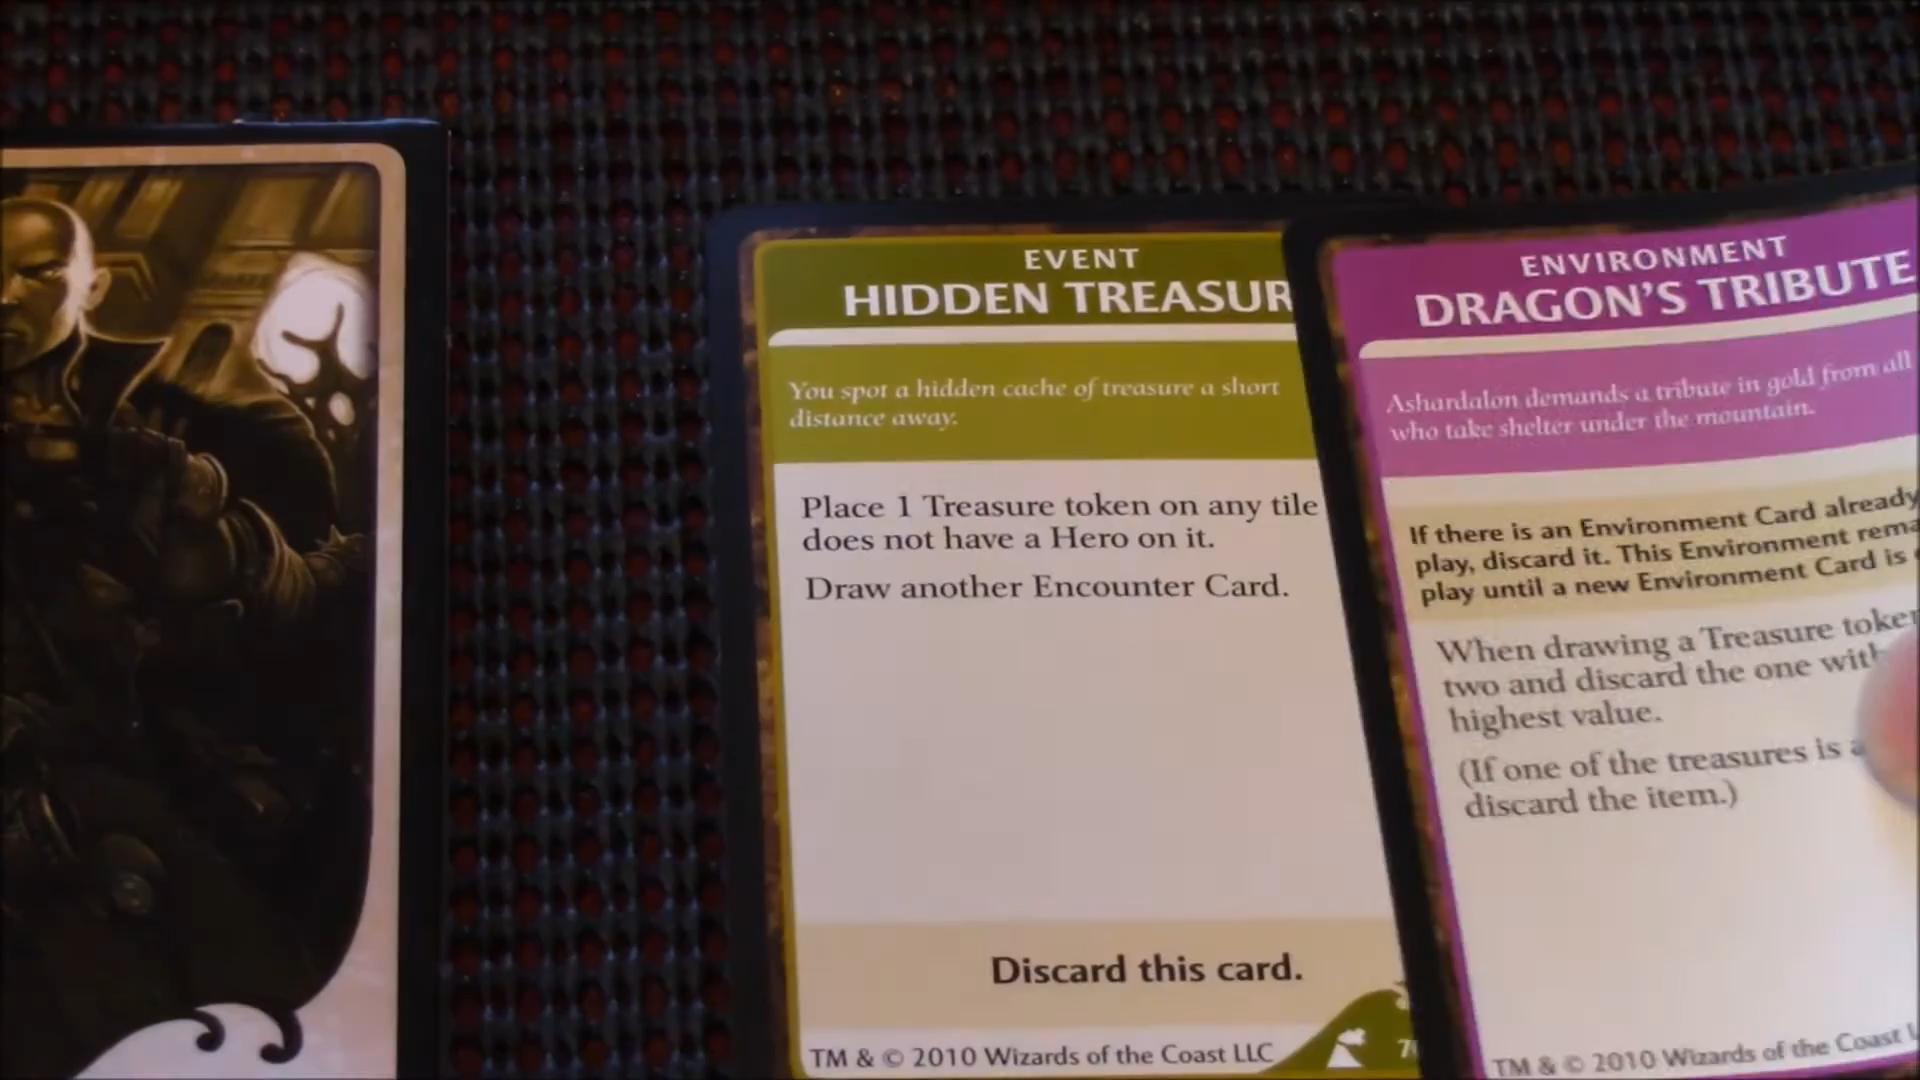 EVENT
HIDDEN TREASUR
You spot a hidden cache of treasure a short
distance away.
Place 1 Treasure token on any tile
does not have a Hero on it.
Draw another Encounter Card.
Discard this card.
TM & © 2010 Wizards of the Coast LLC
ENVIRONMENT
DRAGON'S TRIBUTE
Ashardalon demands a tribute in gold from all
who take shelter under the mountain.
If there is an Environment Card already
play, discard it. This Environment rema
play until a new Environment Card is
When drawing a Treasure token
two and discard the one with
highest value.
(If one of the treasures is a
discard the item.)
TM & © 2010 Wizards of the Coast L